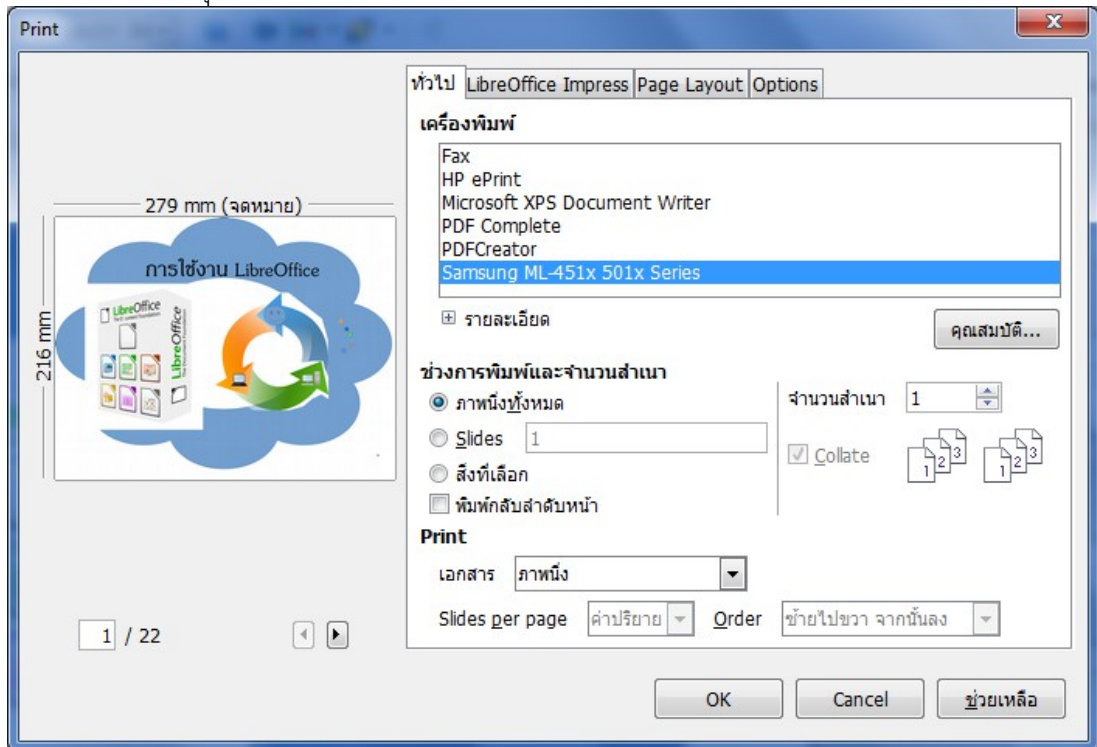 Print
ทั่วไป LibreOffice Impress Page Layout Options
เครื่องพิมพ์
Fax
HP ePrint
Microsoft XPS Document Writer
PDF Complete
PDFCreator
Samsung ML-451x 501x Series
รายละเอียด
คุณสมบัติ...
279 mm (จดหมาย)
216 mm
การใช้งาน LibreOffice
LibreOffice
LibreOffice
ช่วงการพิมพ์และจำนวนสำเนา
ภาพนิ่งทั้งหมด
จำนวนสำเนา 1
Slides 1
Collate
1 2 3 1 2 3
สิ่งที่เลือก
พิมพ์กลับลำดับหน้า
Print
เอกสาร ภาพนิ่ง
Slides per page ค่าปริยาย Order ซ้ายไปขวา จากนั้นลง
1 / 22
OK Cancel ช่วยเหลือ